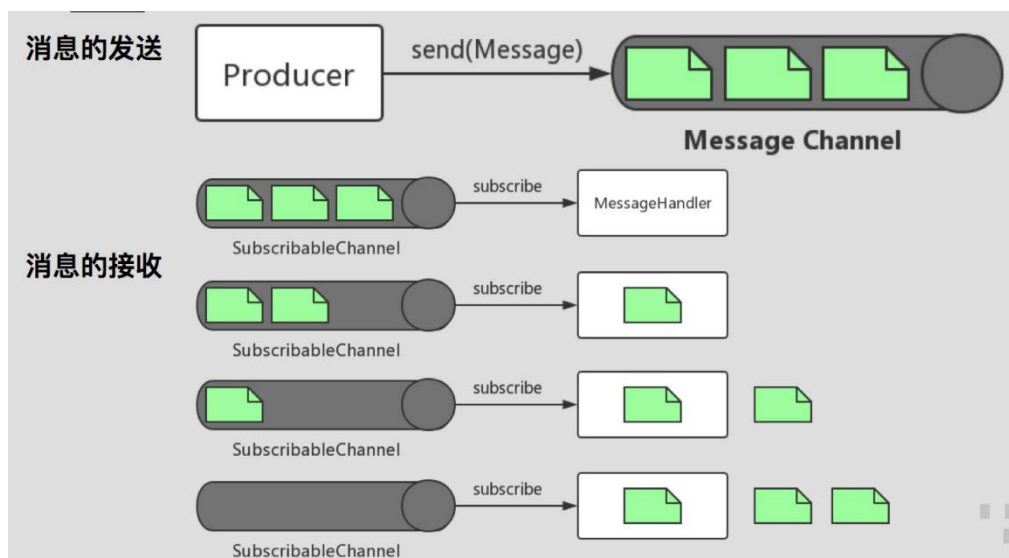 消息的发送
Producer
send(Message)
Message Channel
subscribe
MessageHandler
SubscribableChannel
消息的接收
subscribe
SubscribableChannel
subscribe
SubscribableChannel
subscribe
SubscribableChannel